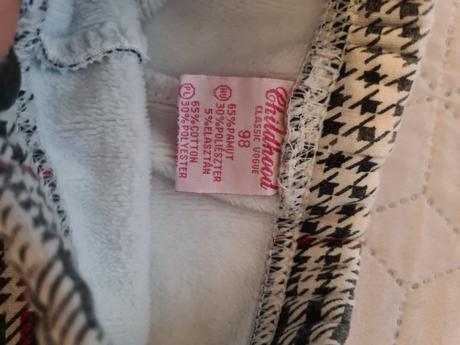 Childhood
CLASSIC VOGUE
98
HU 65%PAMUT
30%POLIÉSZTER
5%ELASZTÁN
PL 65%COTTON
30%POLYESTER